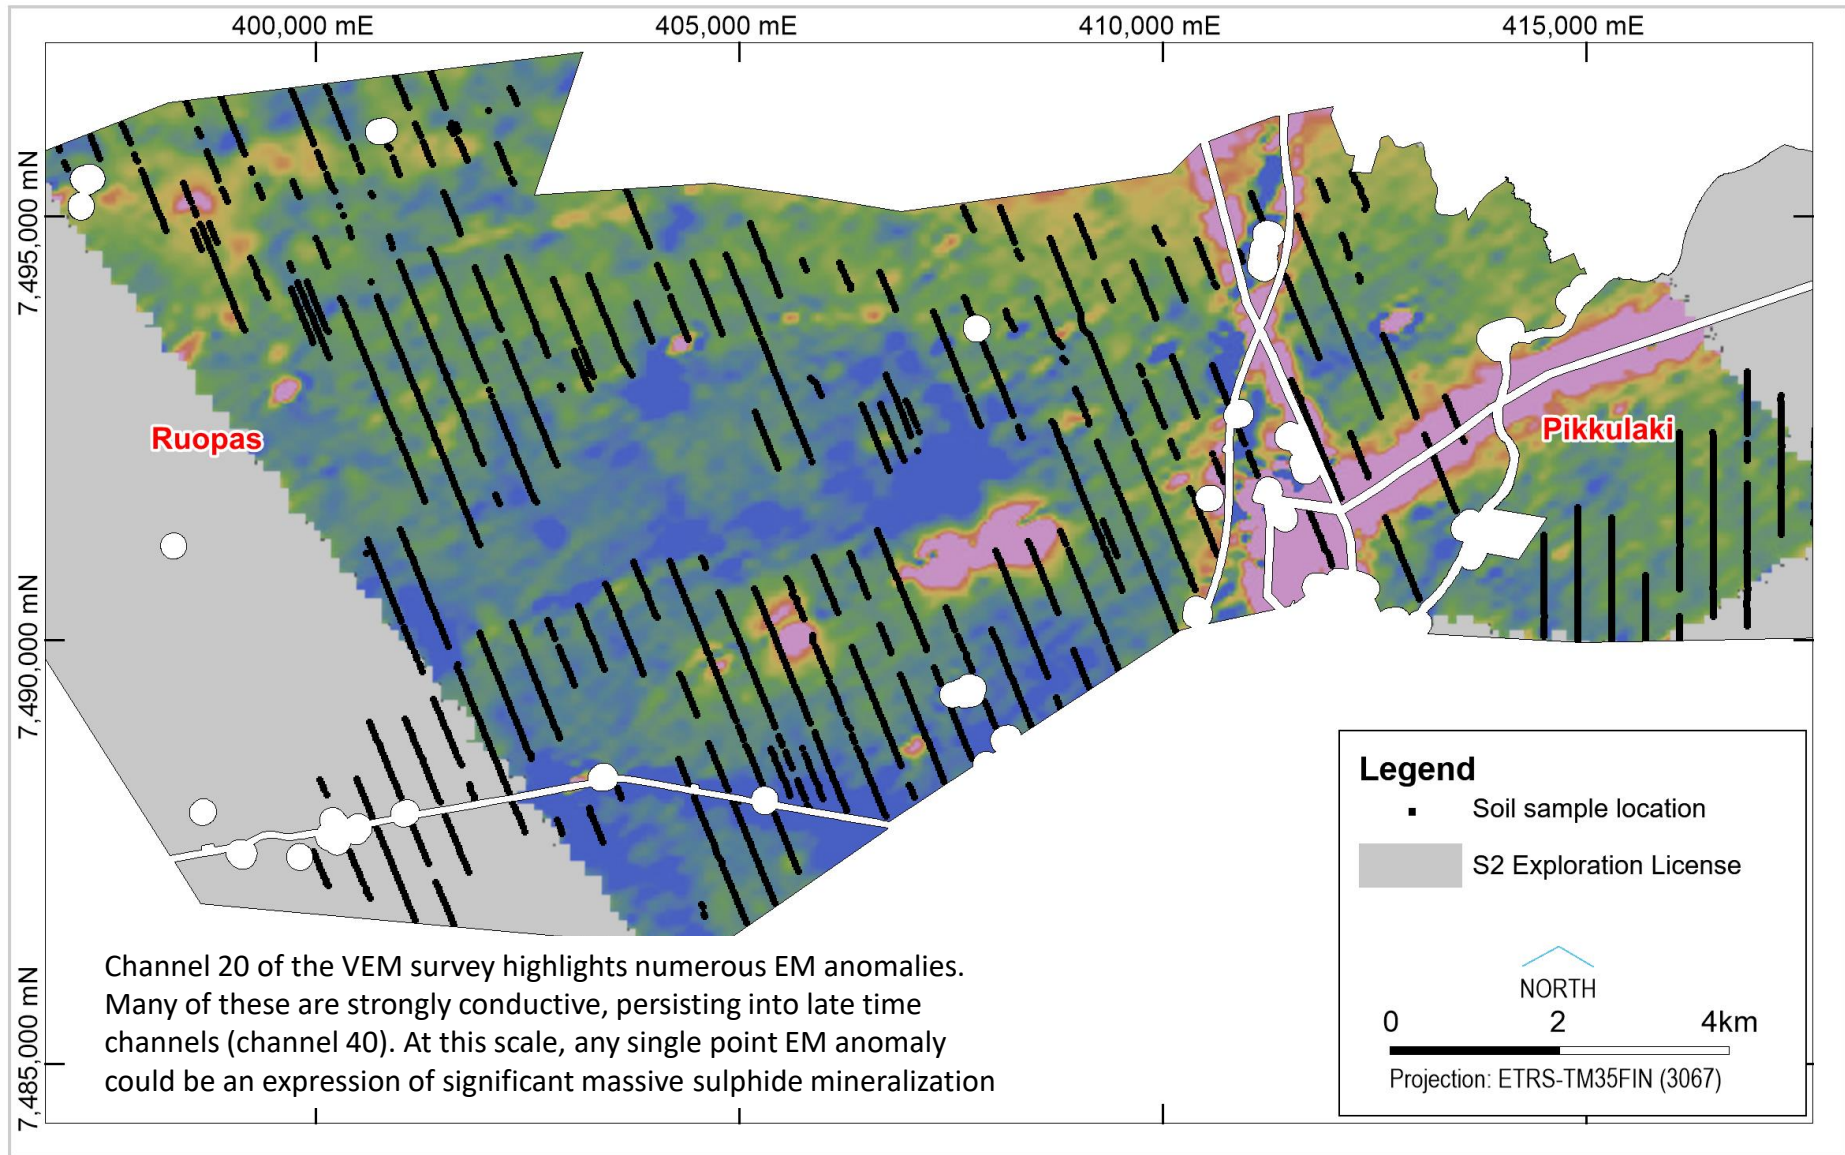 400,000 mE
405,000 mE
410,000 mE
415,000 mE
7,495,000 mN
7,490,000 mN
7,485,000 mN
Ruopas
Pikkulaki
Channel 20 of the VEM survey highlights numerous EM anomalies.
Many of these are strongly conductive, persisting into late time
channels (channel 40). At this scale, any single point EM anomaly
could be an expression of significant massive sulphide mineralization
Legend
Soil sample location
S2 Exploration License
NORTH
0 2 4km
Projection: ETRS-TM35FIN (3067)